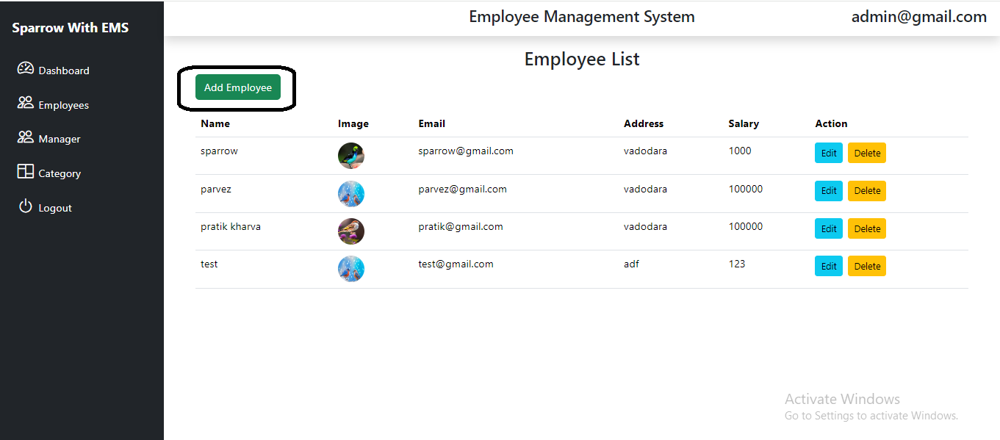 Sparrow With EMS
Employee Management System
admin@gmail.com
Dashboard
Employees
Manager
Category
Logout
Employee List
Add Employee
Name Image Email Address Salary Action
sparrow sparrow@gmail.com vadodara 1000 Edit Delete
parvez parvez@gmail.com vadodara 100000 Edit Delete
pratik kharva pratik@gmail.com vadodara 100000 Edit Delete
test test@gmail.com adf 123 Edit Delete
Activate Windows
Go to Settings to activate Windows.